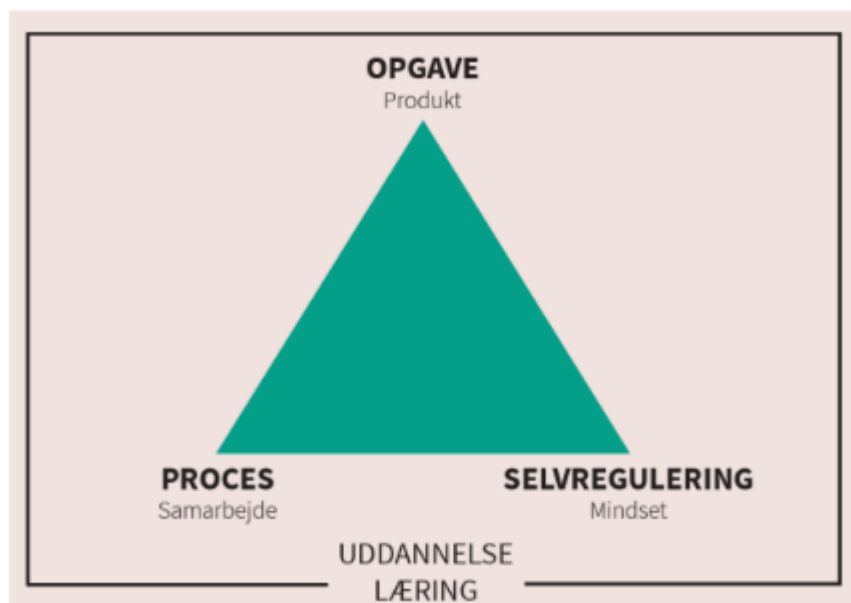 OPGAVE
Produkt
PROCES
Samarbejde
SELVREGULERING
Mindset
UDDANNELSE
LÆRING